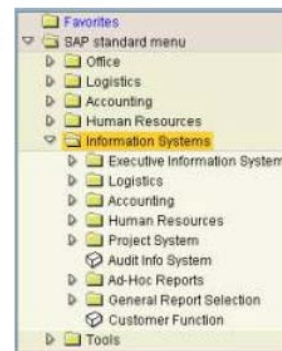 Favorites
SAP standard menu
Office
Logistics
Accounting
Human Resources
Information Systems
Executive Information System
Logistics
Accounting
Human Resources
Project System
Audit Info System
Ad-Hoc Reports
General Report Selection
Customer Function
Tools